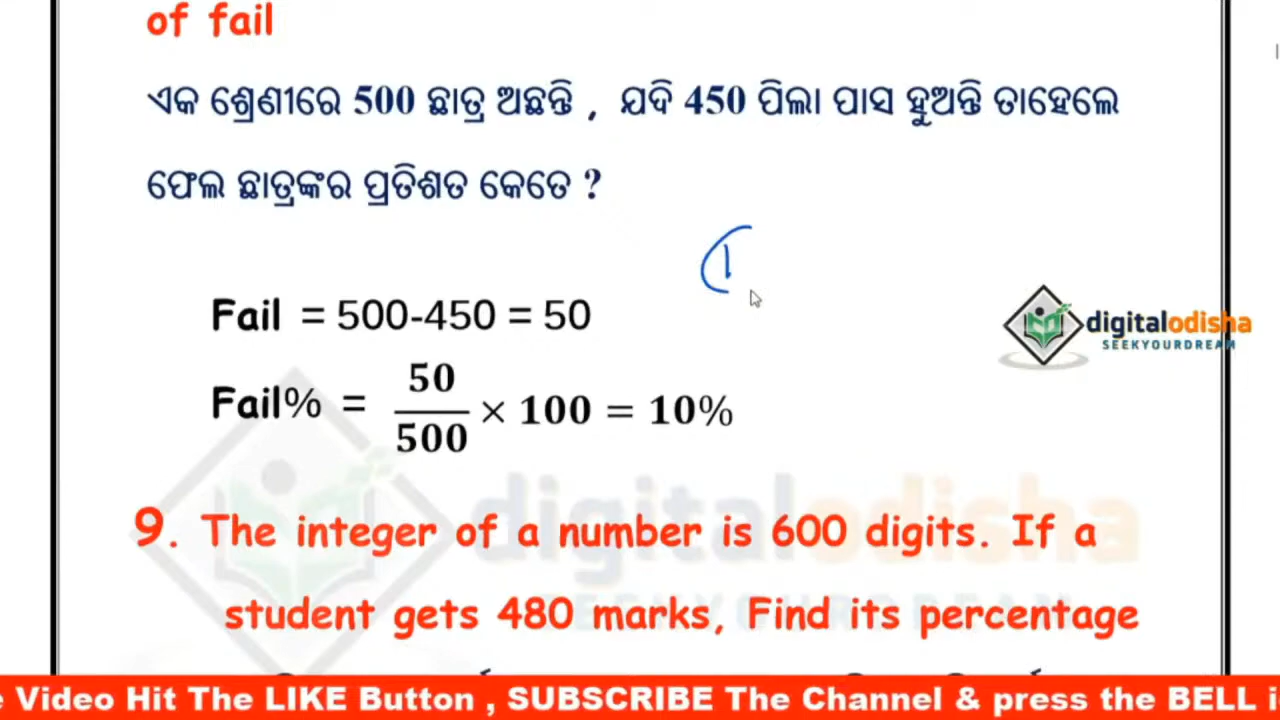 of fail
ଏକ ଶ୍ରେଣୀରେ 500 ଛାତ୍ର ଅଛନ୍ତି , ଯଦି 450 ପିଲା ପାସ ହୁଅନ୍ତି ତାହେଲେ
ଫେଲ ଛାତ୍ରଙ୍କର ପ୍ରତିଶତ କେତେ ?
Fail = 500-450 = 50
digitalodisha
SEEKYOURDREAM
Fail% = 50/500 × 100 = 10%
9. The integer of a number is 600 digits. If a
student gets 480 marks, Find its percentage
Video Hit The LIKE Button , SUBSCRIBE The Channel & press the BELL